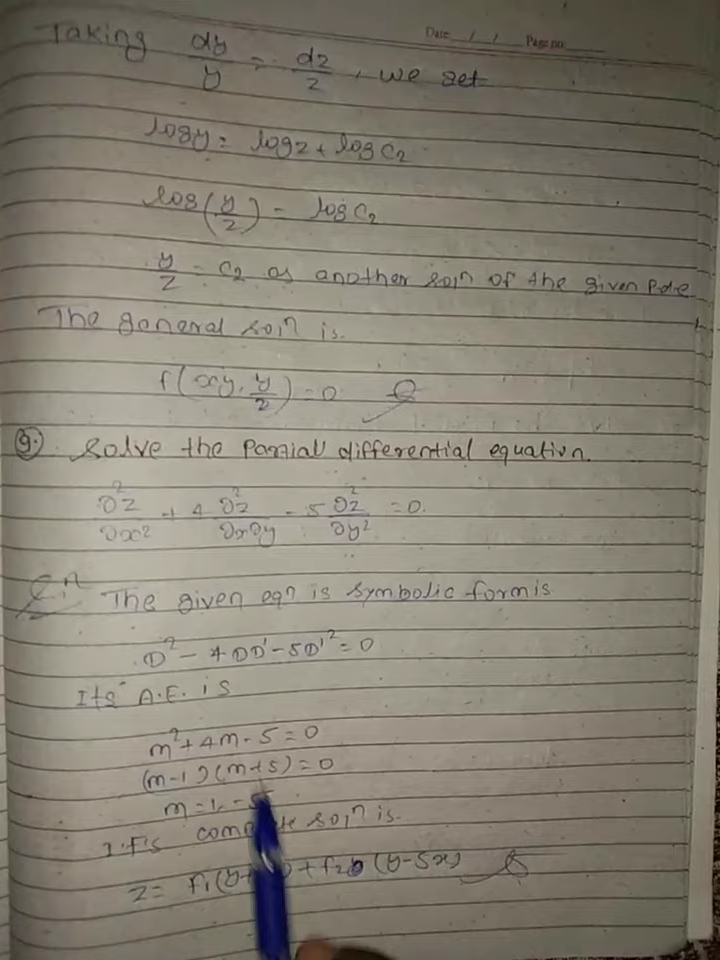 Date / / Page no
Taking dy/y = dz/z, we get
logy = logz + log C₂
log(y/z) = log C₂
y/z = C₂ as another soln of the given Pde
The general soln is.
f(xy, y/z) = 0
9. Solve the Partial differential equation.
∂²z/∂x² + 4 ∂²z/∂x∂y - 5 ∂²z/∂y² = 0.
The given eqn is symbolic form is
D² - 4DD' - 5D'² = 0
Its A.E. is
m² + 4m - 5 = 0
(m-1)(m+5) = 0
m = 1, -5
soln is.
z = f₁(y+ ) + f₂ (y-5x)